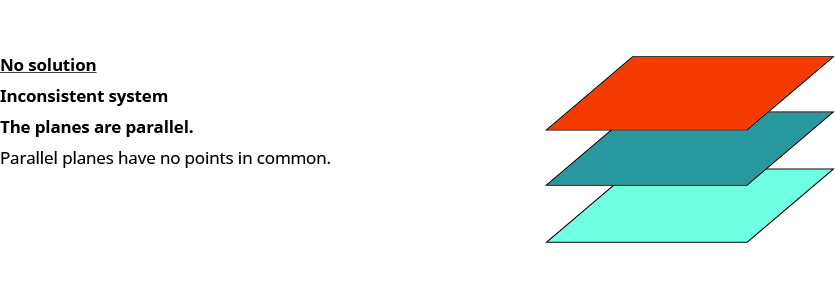 No solution
Inconsistent system
The planes are parallel.
Parallel planes have no points in common.